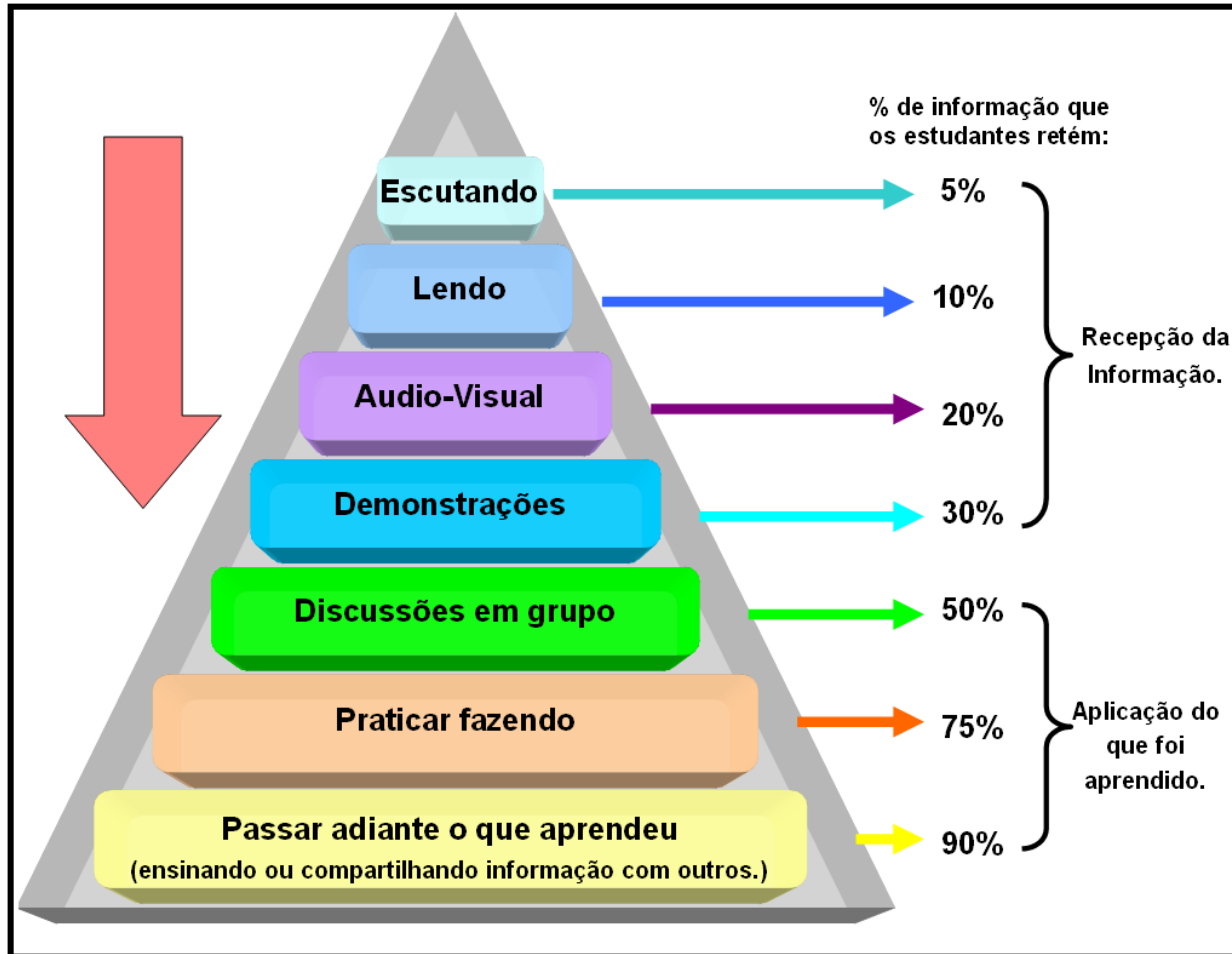 % de informação que
os estudantes retém:
Escutando
5%
Lendo
10%
Recepção da
Informação.
Audio-Visual
20%
Demonstrações
30%
Discussões em grupo
50%
Praticar fazendo
75%
Aplicação do
que foi
aprendido.
Passar adiante o que aprendeu
(ensinando ou compartilhando informação com outros.)
90%